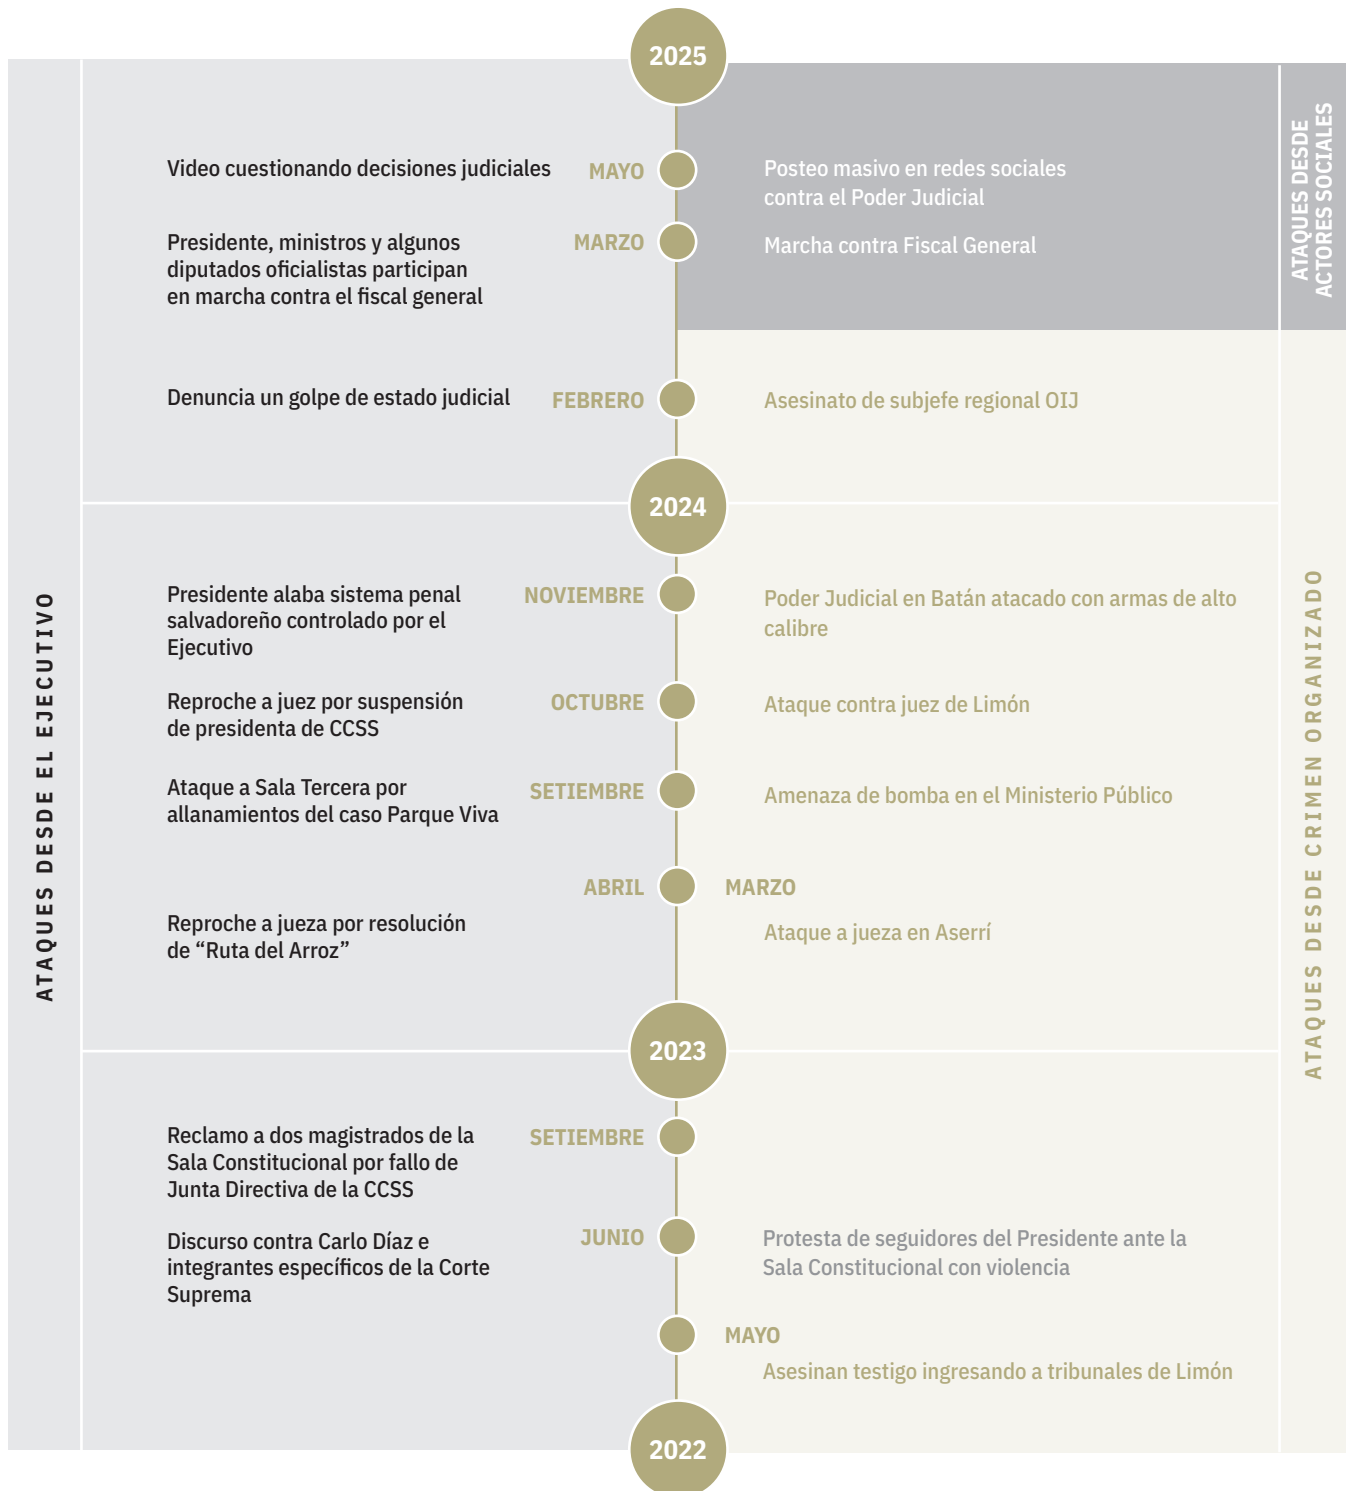 2025
ATAQUES DESDE EL EJECUTIVO
ATAQUES DESDE
ACTORES SOCIALES
ATAQUES DESDE CRIMEN ORGANIZADO
Video cuestionando decisiones judiciales
MAYO
Posteo masivo en redes sociales
contra el Poder Judicial
Presidente, ministros y algunos
diputados oficialistas participan
en marcha contra el fiscal general
MARZO
Marcha contra Fiscal General
Denuncia un golpe de estado judicial
FEBRERO
Asesinato de subjefe regional OIJ
2024
Presidente alaba sistema penal
salvadoreño controlado por el
Ejecutivo
NOVIEMBRE
Poder Judicial en Batán atacado con armas de alto
calibre
Reproche a juez por suspensión
de presidenta de CCSS
OCTUBRE
Ataque contra juez de Limón
Ataque a Sala Tercera por
allanamientos del caso Parque Viva
SETIEMBRE
Amenaza de bomba en el Ministerio Público
ABRIL
MARZO
Reproche a jueza por resolución
de “Ruta del Arroz”
Ataque a jueza en Aserrí
2023
Reclamo a dos magistrados de la
Sala Constitucional por fallo de
Junta Directiva de la CCSS
SETIEMBRE
Discurso contra Carlo Díaz e
integrantes específicos de la Corte
Suprema
JUNIO
Protesta de seguidores del Presidente ante la
Sala Constitucional con violencia
MAYO
Asesinan testigo ingresando a tribunales de Limón
2022